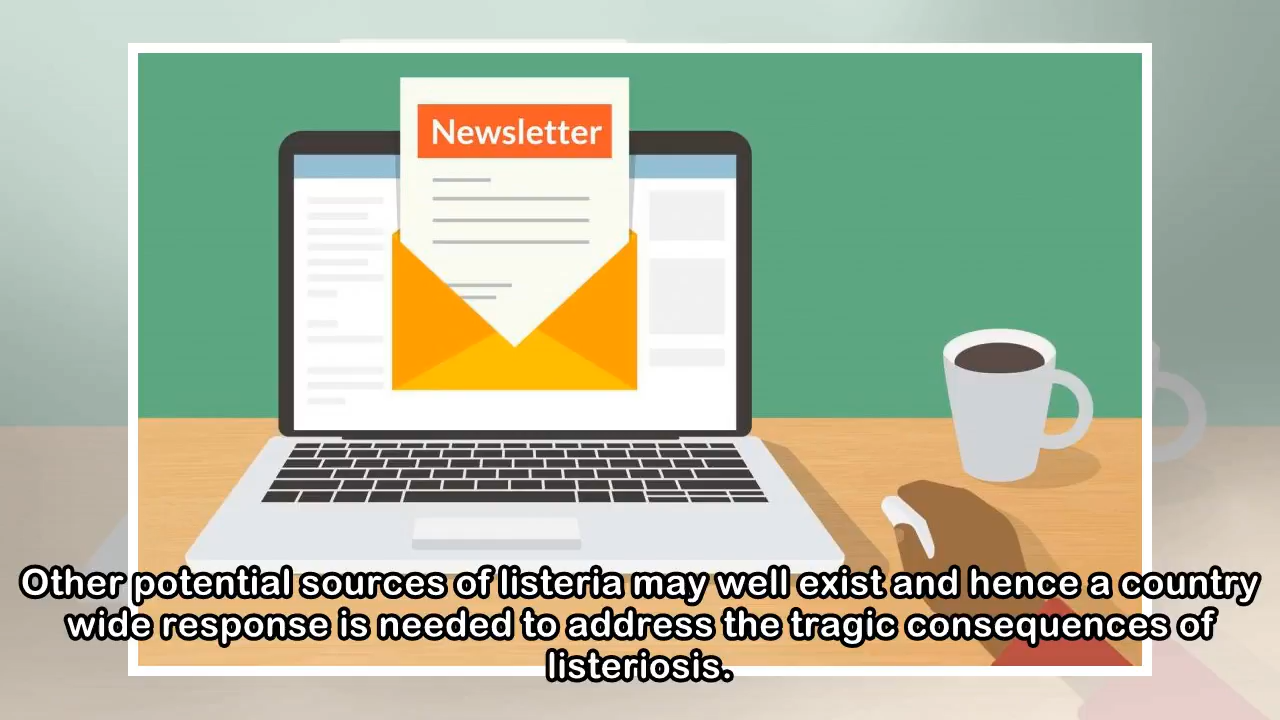 Newsletter
Other potential sources of listeria may well exist and hence a country
wide response is needed to address the tragic consequences of
listeriosis.